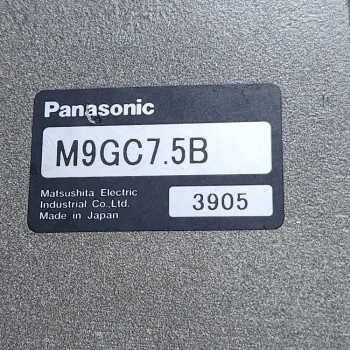 Panasonic
M9GC7.5B
Matsushita Electric
Industrial Co.,Ltd.
Made in Japan
3905